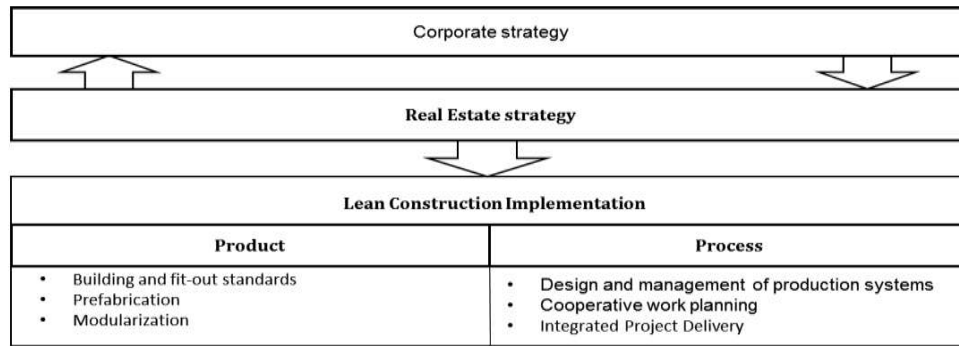 Corporate strategy
Real Estate strategy
Lean Construction Implementation
Product
Process
• Building and fit-out standards
• Prefabrication
• Modularization
• Design and management of production systems
• Cooperative work planning
• Integrated Project Delivery